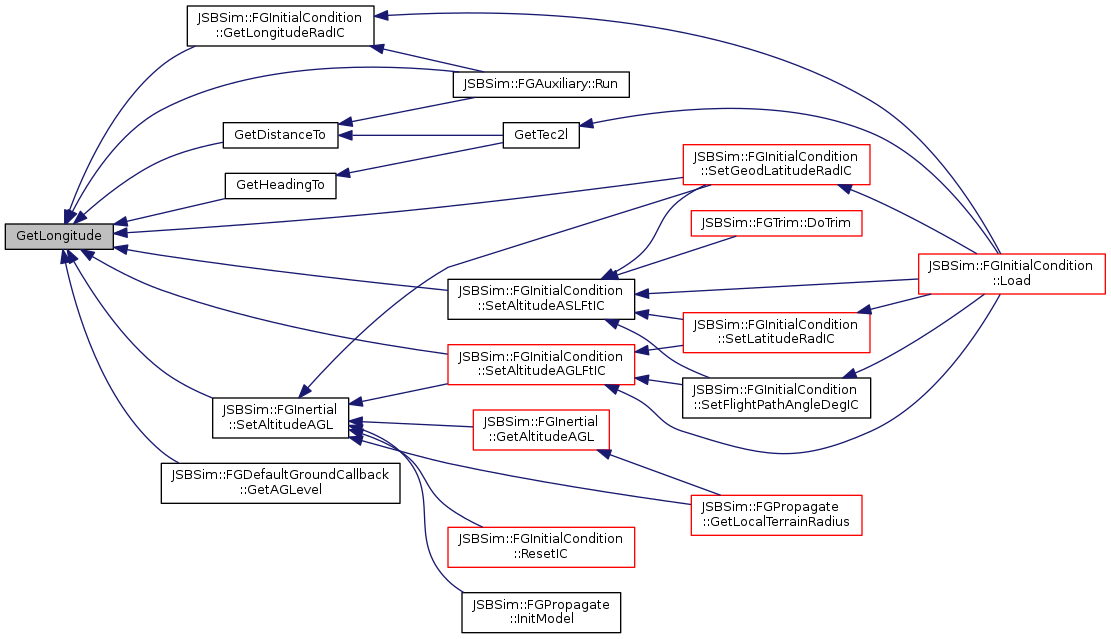 JSBSim::FGInitialCondition
::GetLongitudeRadIC
JSBSim::FGAuxiliary::Run
GetDistanceTo
GetTec2l
JSBSim::FGInitialCondition
::SetGeodLatitudeRadIC
GetHeadingTo
JSBSim::FGTrim::DoTrim
GetLongitude
JSBSim::FGInitialCondition
::Load
JSBSim::FGInitialCondition
::SetAltitudeASLFtIC
JSBSim::FGInitialCondition
::SetLatitudeRadIC
JSBSim::FGInitialCondition
::SetAltitudeAGLFtIC
JSBSim::FGInitialCondition
::SetFlightPathAngleDegIC
JSBSim::FGInertial
::SetAltitudeAGL
JSBSim::FGInertial
::GetAltitudeAGL
JSBSim::FGDefaultGroundCallback
::GetAGLevel
JSBSim::FGPropagate
::GetLocalTerrainRadius
JSBSim::FGInitialCondition
::ResetIC
JSBSim::FGPropagate
::InitModel